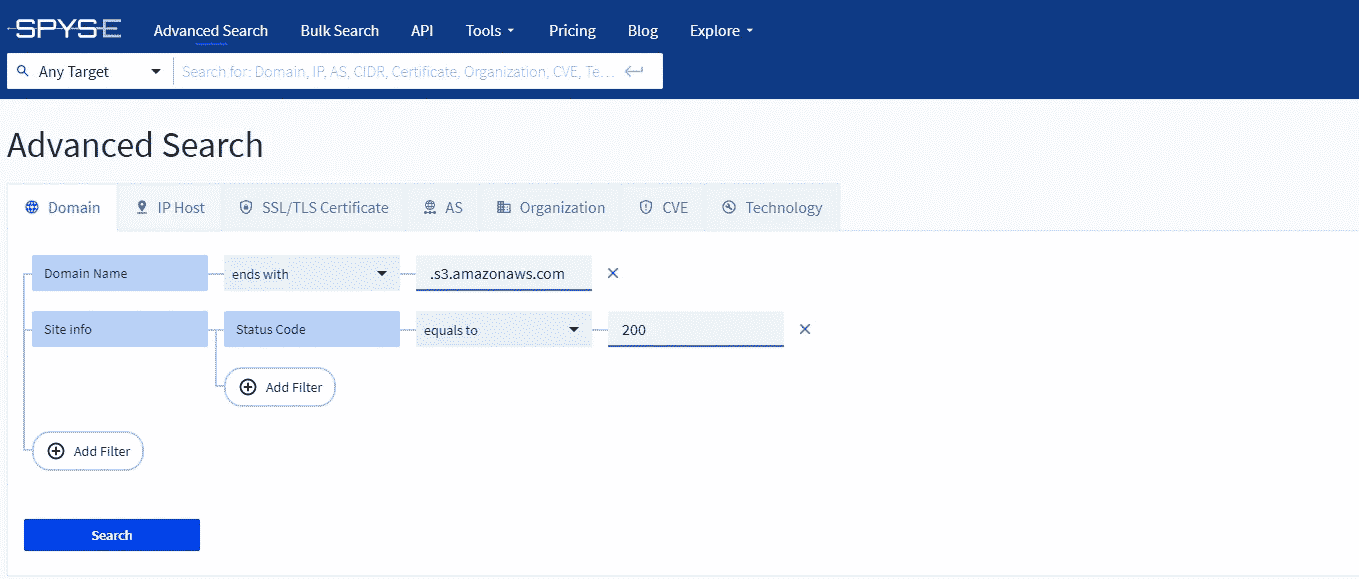 SPYSE Advanced Search Bulk Search API Tools Pricing Blog Explore
Any Target Search for: Domain, IP, AS, CIDR, Certificate, Organization, CVE, Te...
Advanced Search
Domain IP Host SSL/TLS Certificate AS Organization CVE Technology
Domain Name ends with .s3.amazonaws.com
Site info Status Code equals to 200
Add Filter
Add Filter
Search